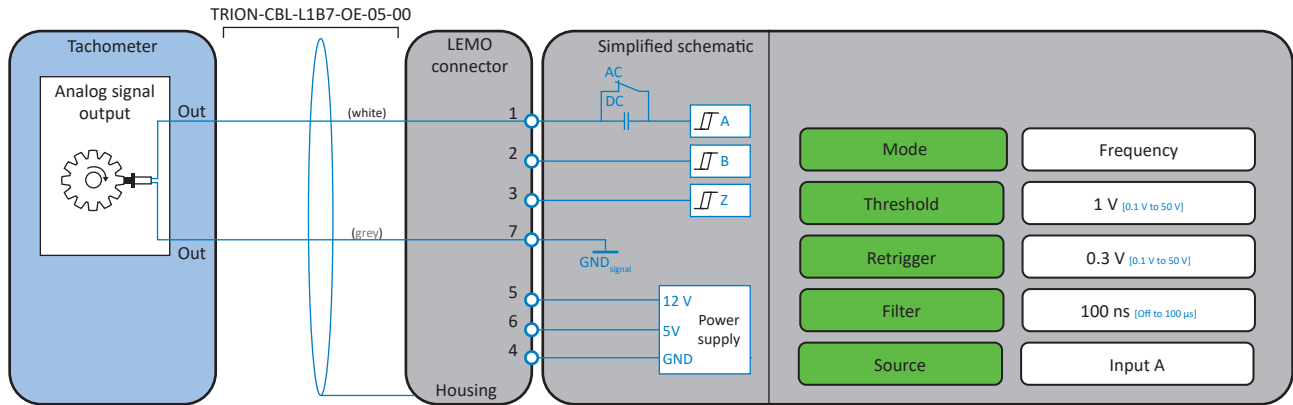 TRION-CBL-L1B7-OE-05-00
Tachometer
Analog signal
output
Out
Out
(white)
(grey)
LEMO
connector
1
2
3
7
5
6
4
Housing
Simplified schematic
AC
DC
A
B
Z
GNDsignal
12 V
5V
GND
Power
supply
Mode
Frequency
Threshold
1 V [0.1 V to 50 V]
Retrigger
0.3 V [0.1 V to 50 V]
Filter
100 ns [Off to 100 µs]
Source
Input A